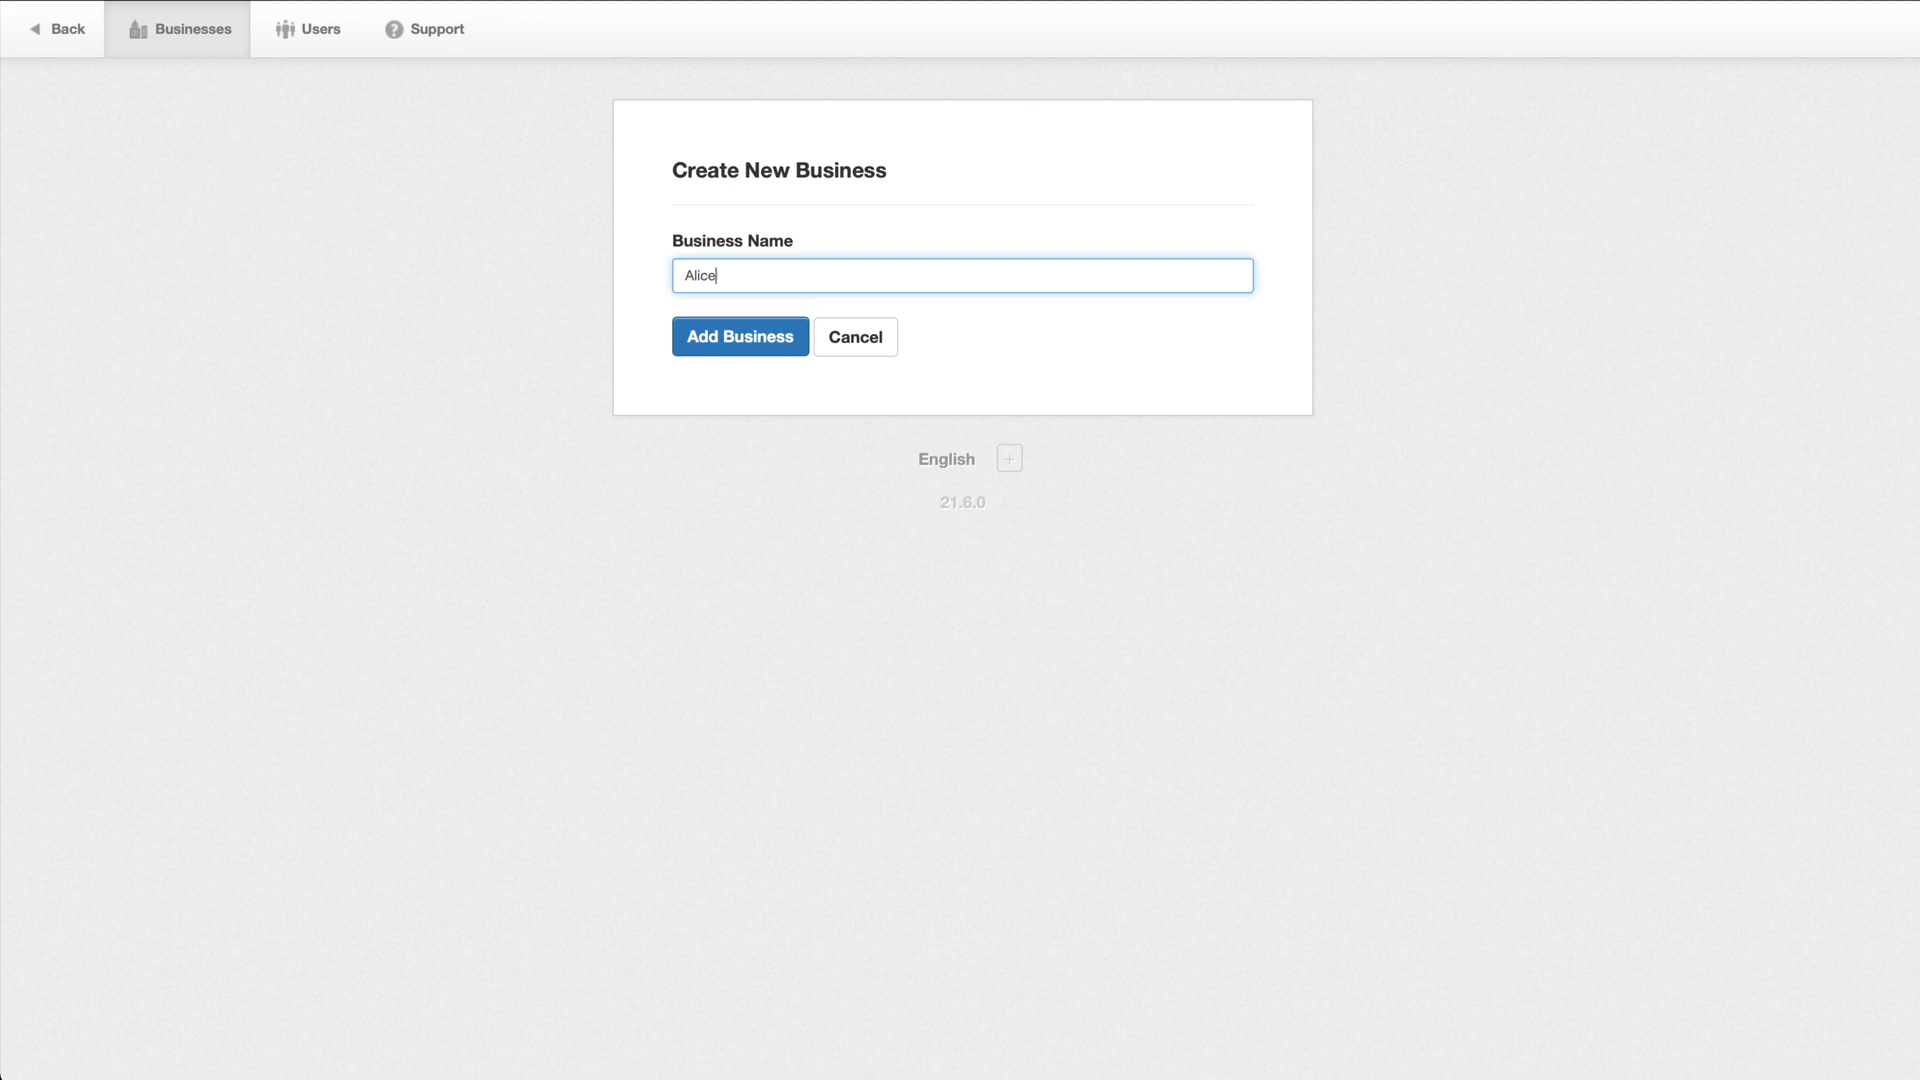 Back Businesses Users Support
Create New Business
Business Name
Alice
Add Business Cancel
English +
21.6.0